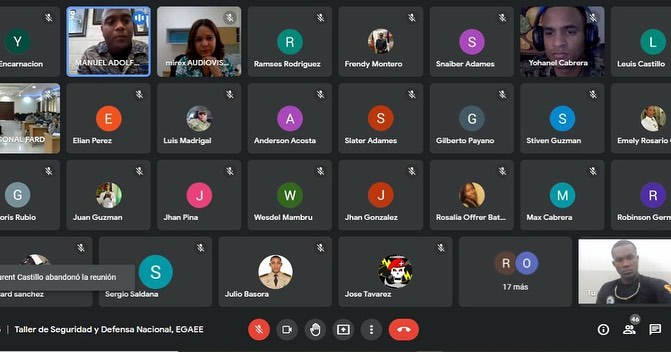 Y
Encarnacion
MANUEL ADOLF...
mirex AUDIOVIS...
R
Ramses Rodriguez
Frendy Montero
S
Snaiber Adames
Yohanel Cabrera
L
Leuis Castillo
SONAL FARD
E
Elian Perez
Luis Madrigal
A
Anderson Acosta
S
Slater Adames
G
Gilberto Payano
S
Stiven Guzman
Emely Rosario
G
oris Rubio
Juan Guzman
J
Jhan Pina
W
Wesdel Mambru
J
Jhan Gonzalez
Rosalia Offrer Bat...
M
Max Cabrera
R
Robinson Germ
urent Castillo abandonó la reunión
ard sanchez
S
Sergio Saldana
Julio Basora
Jose Tavarez
R O
17 más
Tu
Taller de Seguridad y Defensa Nacional, EGAEE
46